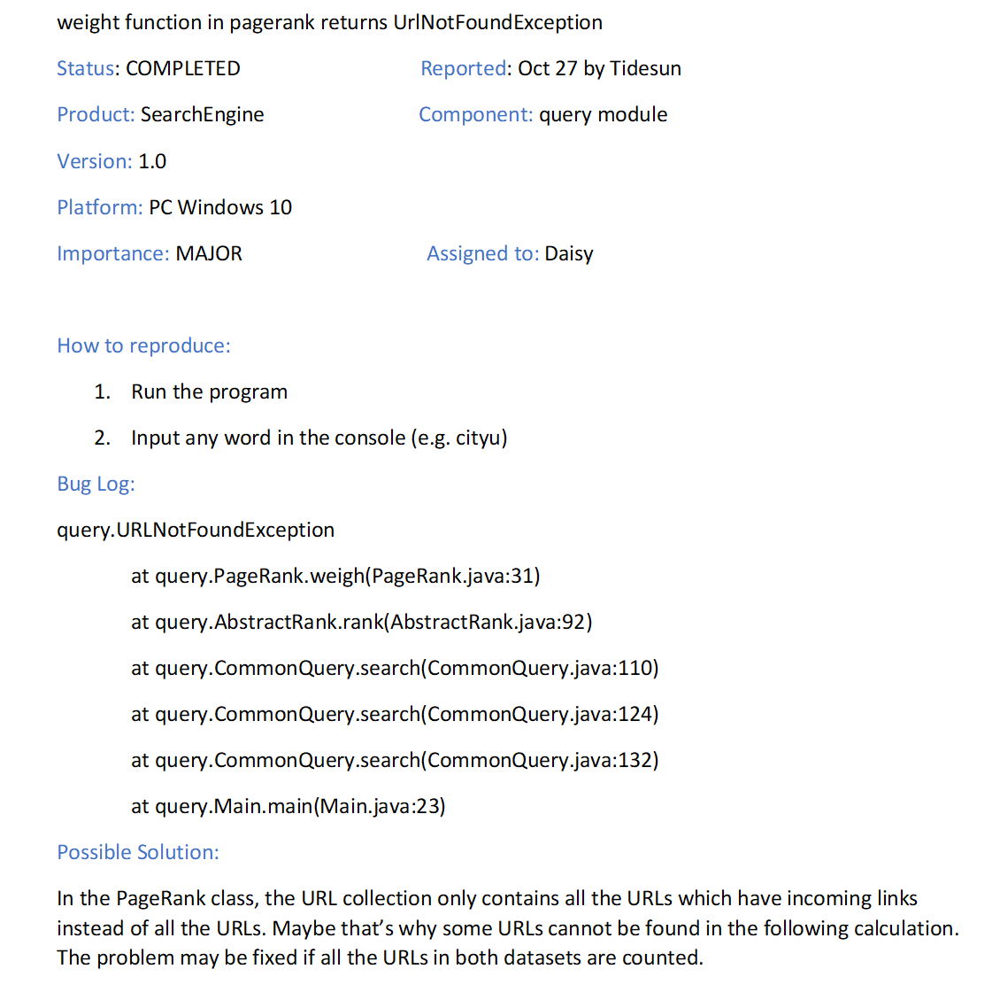 weight function in pagerank returns UrlNotFoundException
Status: COMPLETED Reported: Oct 27 by Tidesun
Product: SearchEngine Component: query module
Version: 1.0
Platform: PC Windows 10
Importance: MAJOR Assigned to: Daisy
How to reproduce:
1. Run the program
2. Input any word in the console (e.g. cityu)
Bug Log:
query.URLNotFoundException
at query.PageRank.weigh(PageRank.java:31)
at query.AbstractRank.rank(AbstractRank.java:92)
at query.CommonQuery.search(CommonQuery.java:110)
at query.CommonQuery.search(CommonQuery.java:124)
at query.CommonQuery.search(CommonQuery.java:132)
at query.Main.main(Main.java:23)
Possible Solution:
In the PageRank class, the URL collection only contains all the URLs which have incoming links
instead of all the URLs. Maybe that’s why some URLs cannot be found in the following calculation.
The problem may be fixed if all the URLs in both datasets are counted.